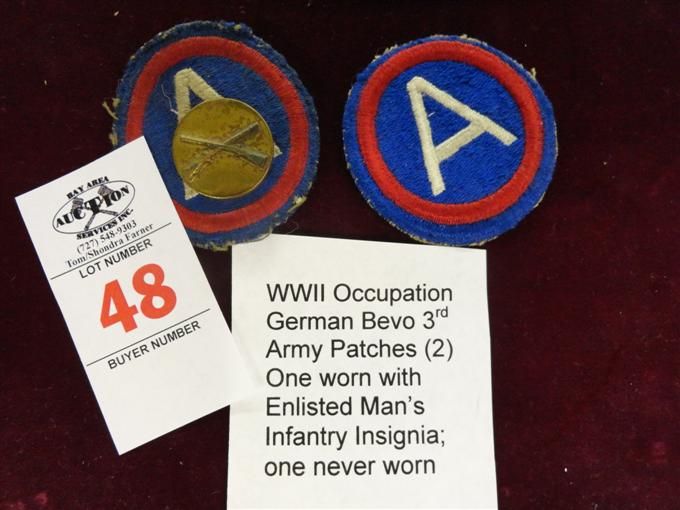 BAY AREA
AUCTION
SERVICES INC.
(727) 548-9303
Tom/Shondra Farner
LOT NUMBER
48
BUYER NUMBER
A
A
WWII Occupation
German Bevo 3rd
Army Patches (2)
One worn with
Enlisted Man's
Infantry Insignia;
one never worn